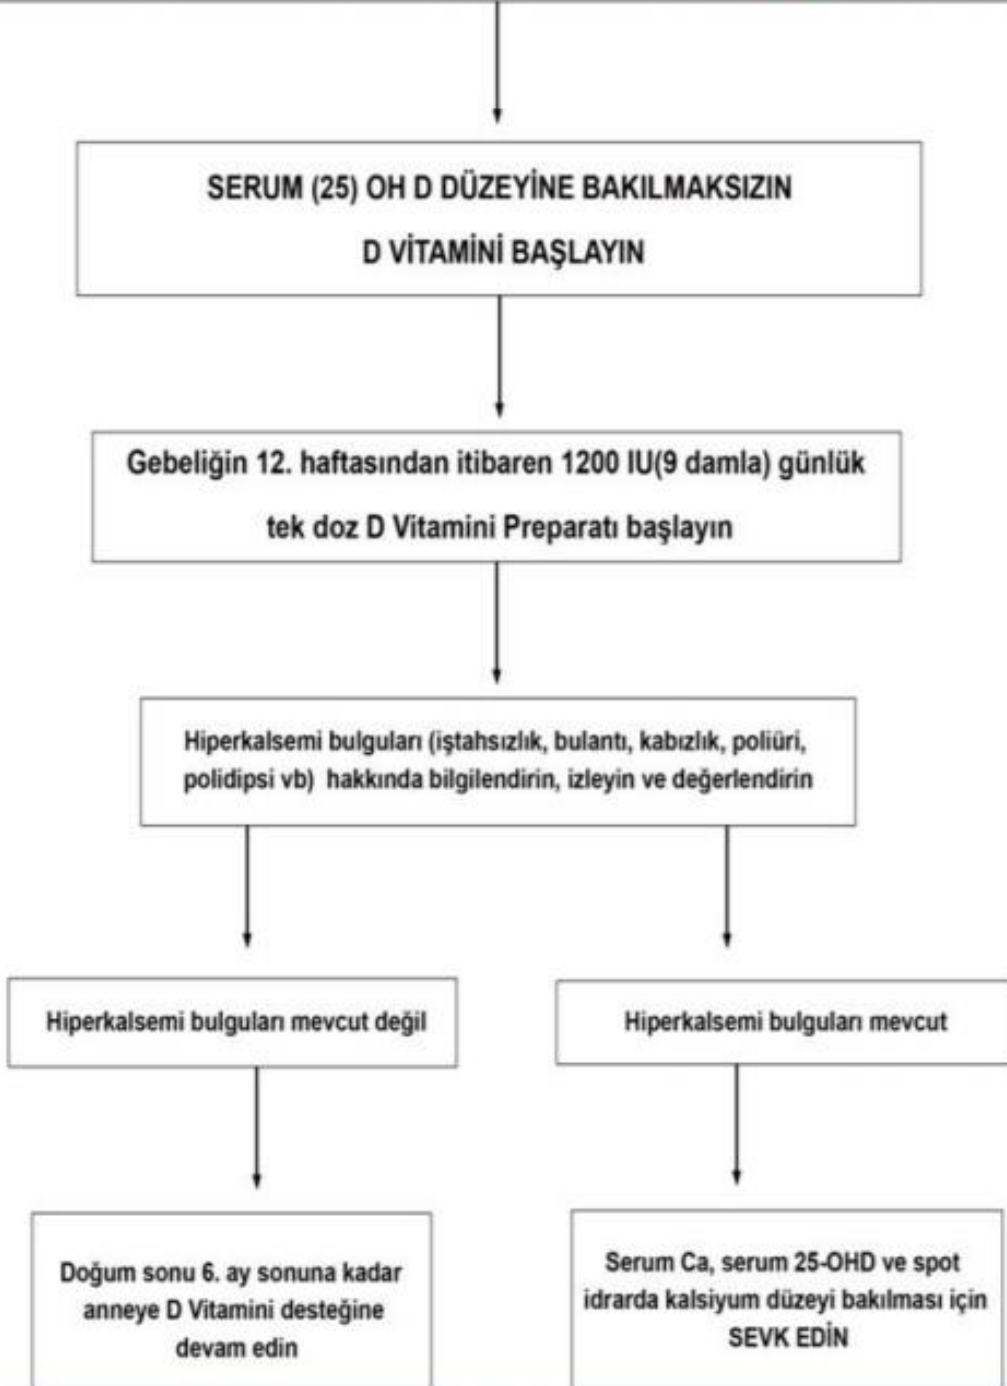 SERUM (25) OH D DÜZEYİNE BAKILMAKSIZIN
D VİTAMİNİ BAŞLAYIN
Gebeliğin 12. haftasından itibaren 1200 IU(9 damla) günlük
tek doz D Vitamini Preparatı başlayın
Hiperkalsemi bulguları (iştahsızlık, bulantı, kabızlık, poliüri,
polidipsi vb) hakkında bilgilendirin, izleyin ve değerlendirin
Hiperkalsemi bulguları mevcut değil
Hiperkalsemi bulguları mevcut
Doğum sonu 6. ay sonuna kadar
anneye D Vitamini desteğine
devam edin
Serum Ca, serum 25-OHD ve spot
idrarda kalsiyum düzeyi bakılması için
SEVK EDİN